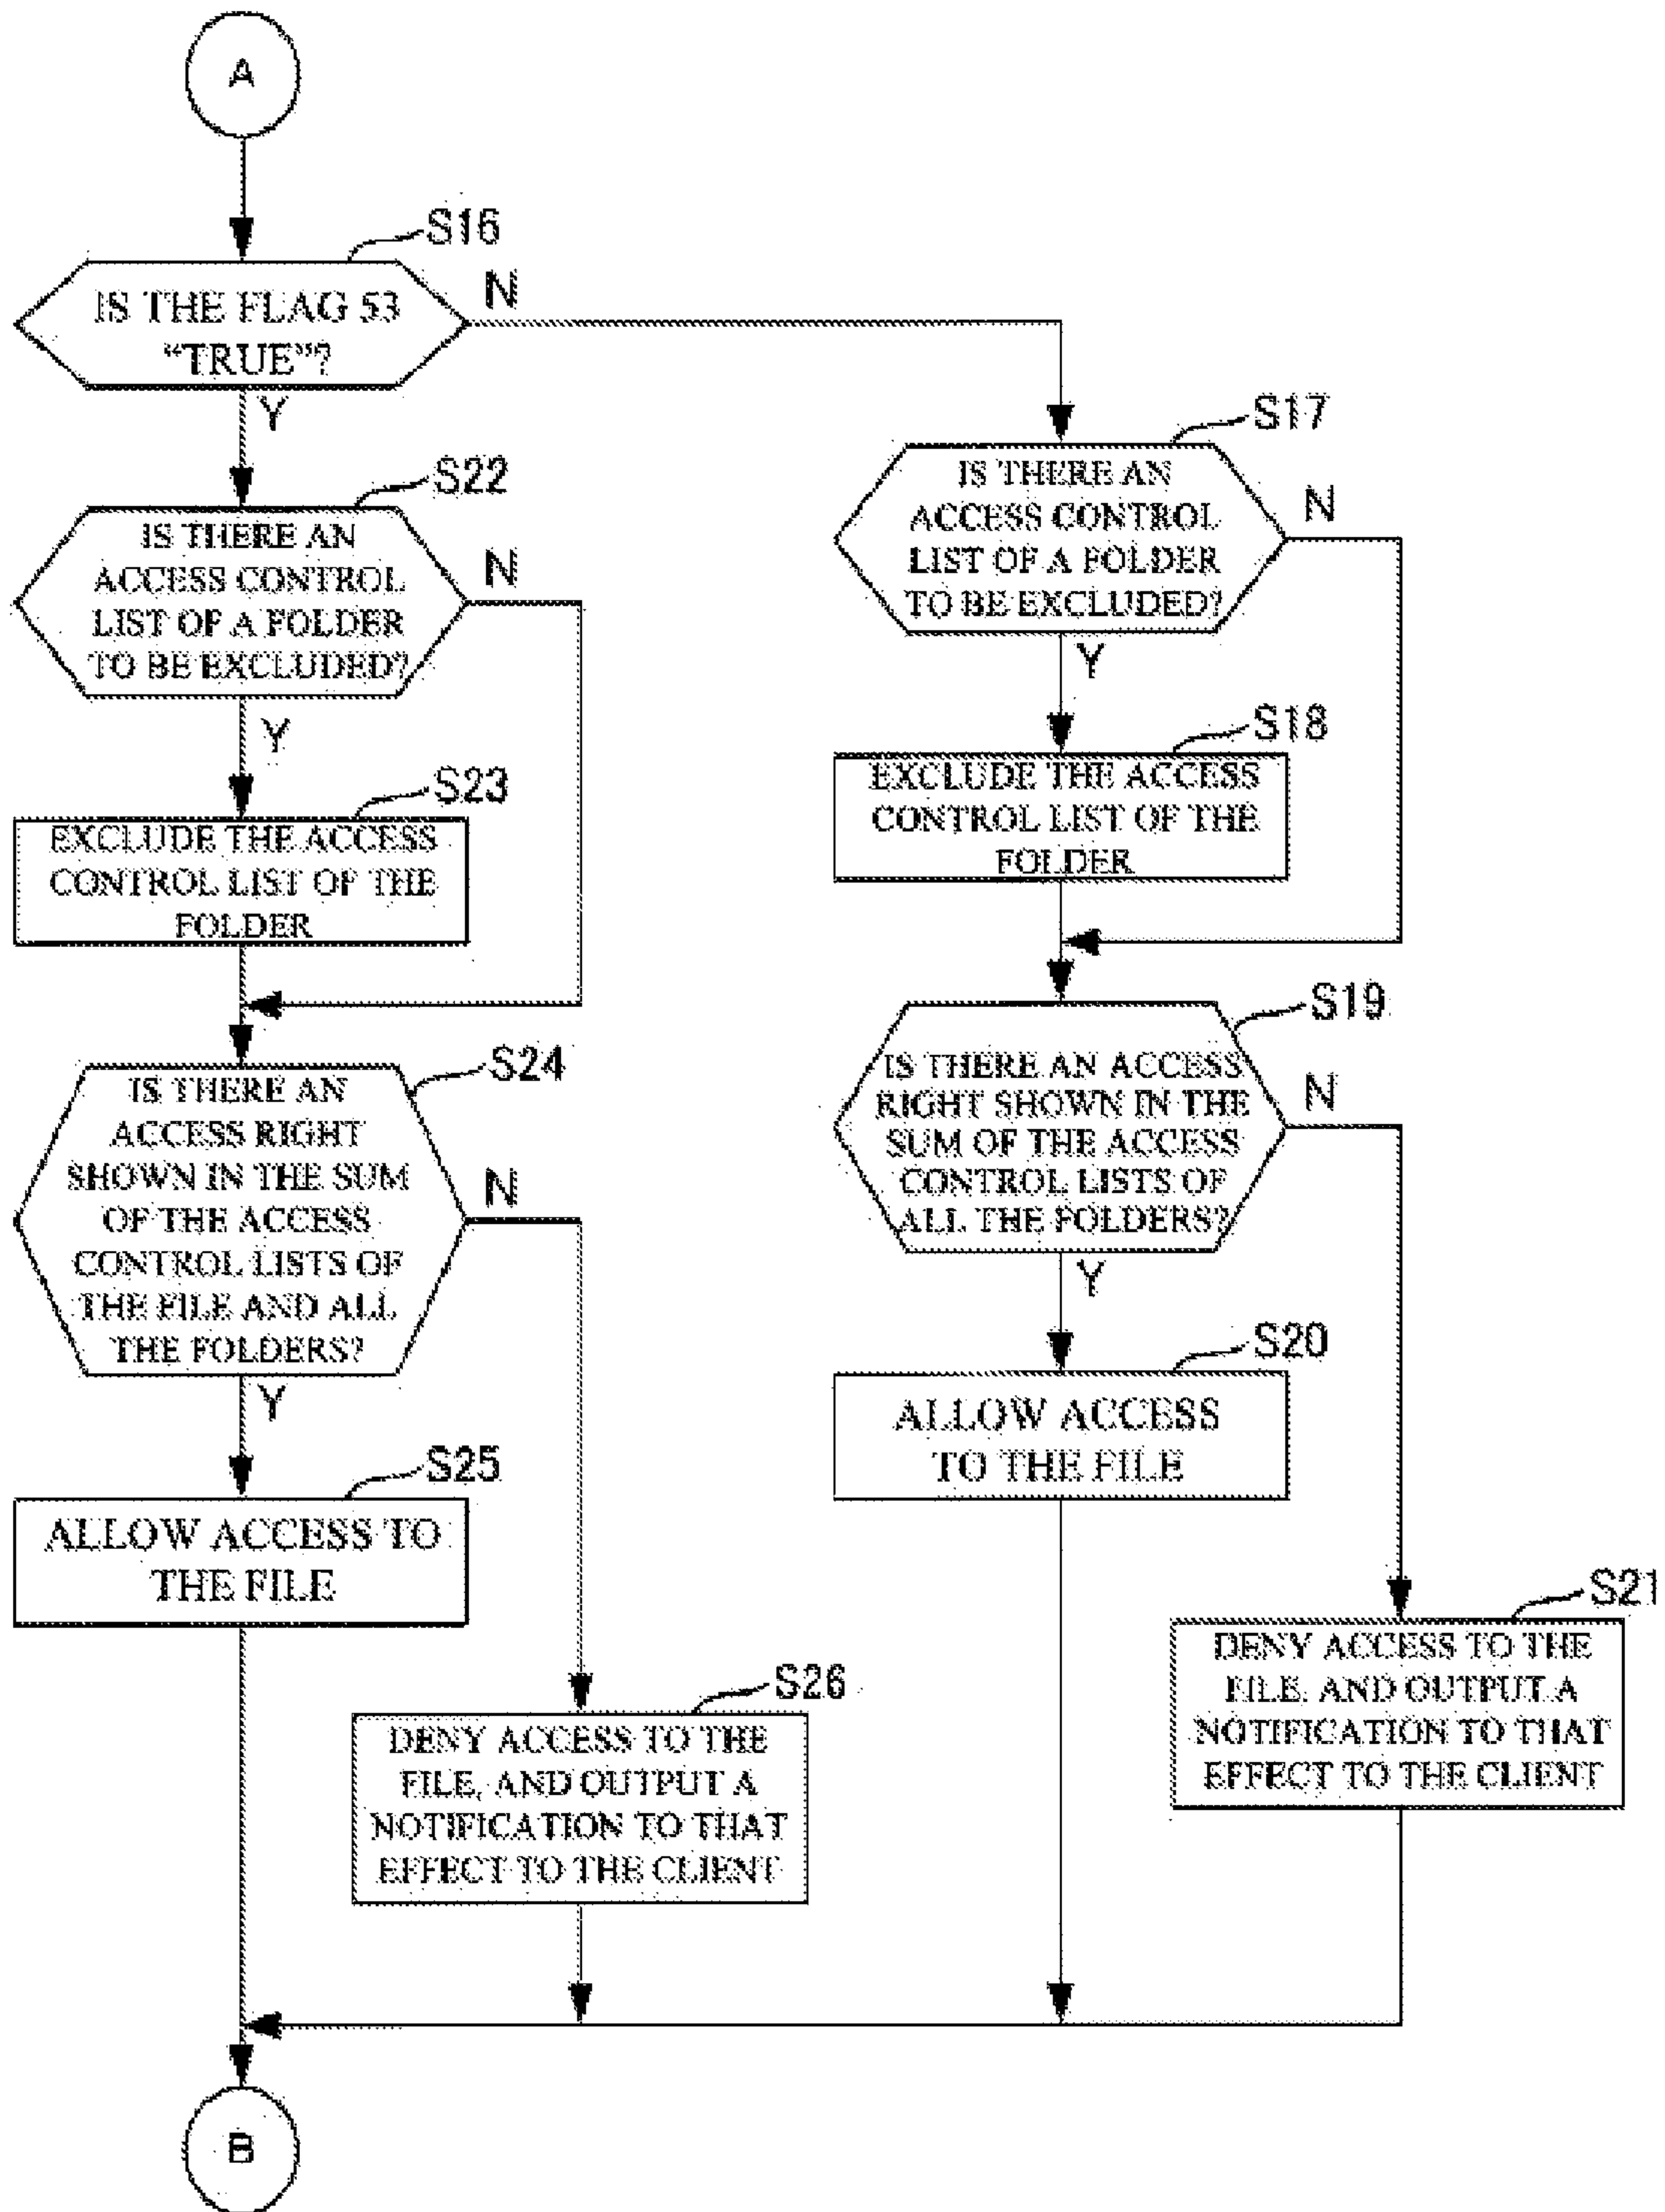 A
S16
IS THE FLAG 53
“TRUE”?
N
Y
S22
IS THERE AN
ACCESS CONTROL
LIST OF A FOLDER
TO BE EXCLUDED?
N
Y
S23
EXCLUDE THE ACCESS
CONTROL LIST OF THE
FOLDER
S24
IS THERE AN
ACCESS RIGHT
SHOWN IN THE SUM
OF THE ACCESS
CONTROL LISTS OF
THE FILE AND ALL
THE FOLDERS?
N
Y
S25
ALLOW ACCESS TO
THE FILE
S26
DENY ACCESS TO THE
FILE, AND OUTPUT A
NOTIFICATION TO THAT
EFFECT TO THE CLIENT
S17
IS THERE AN
ACCESS CONTROL
LIST OF A FOLDER
TO BE EXCLUDED?
N
Y
S18
EXCLUDE THE ACCESS
CONTROL LIST OF THE
FOLDER
S19
IS THERE AN ACCESS
RIGHT SHOWN IN THE
SUM OF THE ACCESS
CONTROL LISTS OF
ALL THE FOLDERS?
N
Y
S20
ALLOW ACCESS
TO THE FILE
S21
DENY ACCESS TO THE
FILE, AND OUTPUT A
NOTIFICATION TO THAT
EFFECT TO THE CLIENT
B